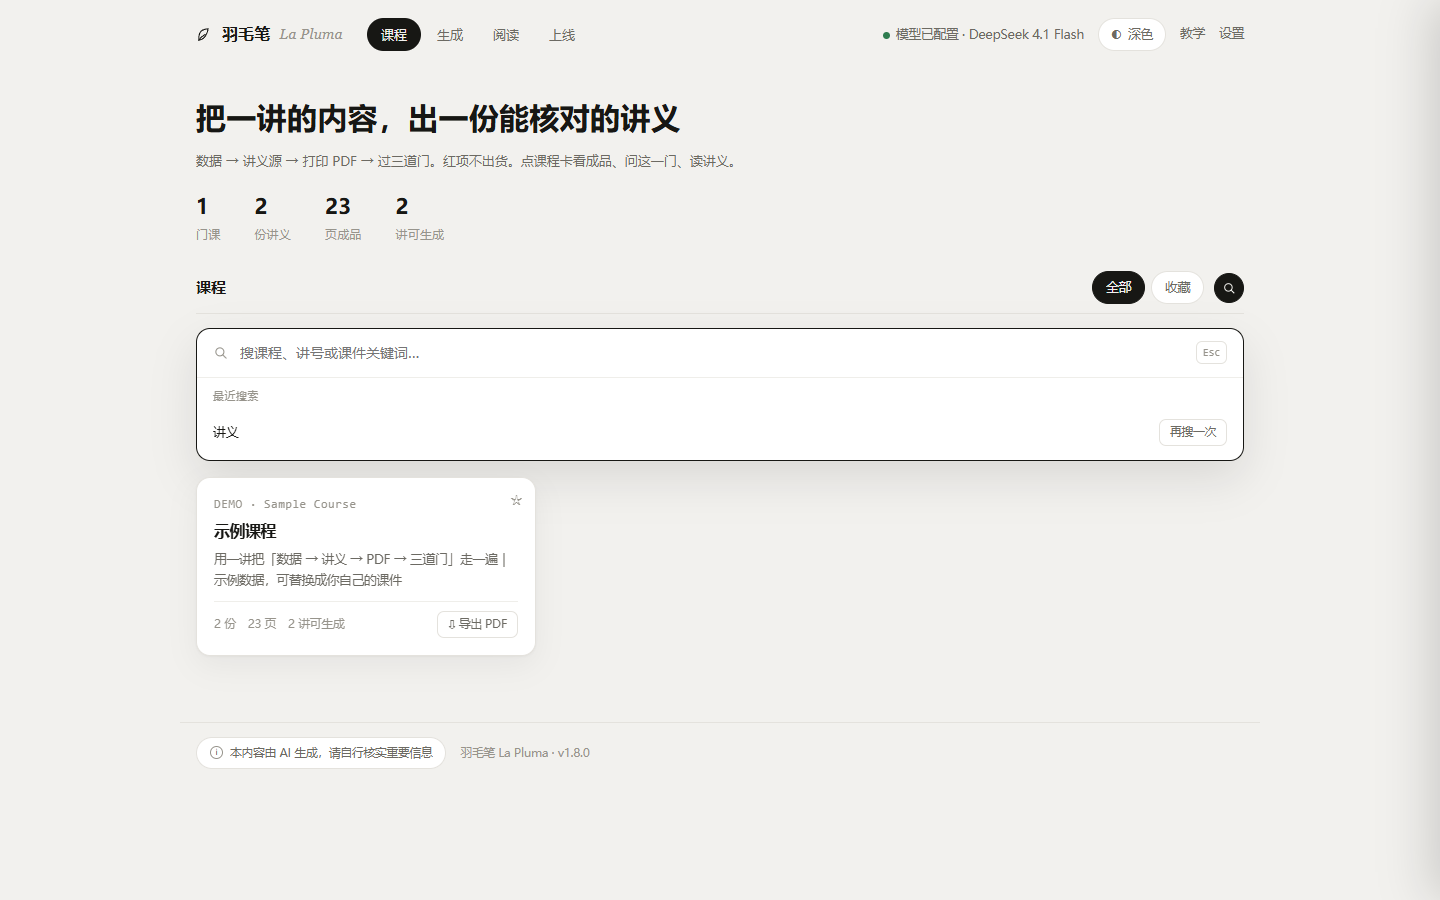 羽毛笔 La Pluma 课程 生成 阅读 上线 模型已配置 · DeepSeek 4.1 Flash 深色 教学 设置
把一讲的内容，出一份能核对的讲义
数据 → 讲义源 → 打印 PDF → 过三道门。红项不出货。点课程卡看成品、问这一门、读讲义。
1 2 23 2
门课 份讲义 页成品 讲可生成
课程 全部 收藏
搜课程、讲号或课件关键词... Esc
最近搜索
讲义 再搜一次
DEMO · Sample Course
示例课程
用一讲把「数据 → 讲义 → PDF → 三道门」走一遍 |
示例数据，可替换成你自己的课件
2 份 23 页 2 讲可生成 ⇩ 导出 PDF
本内容由 AI 生成，请自行核实重要信息 羽毛笔 La Pluma · v1.8.0